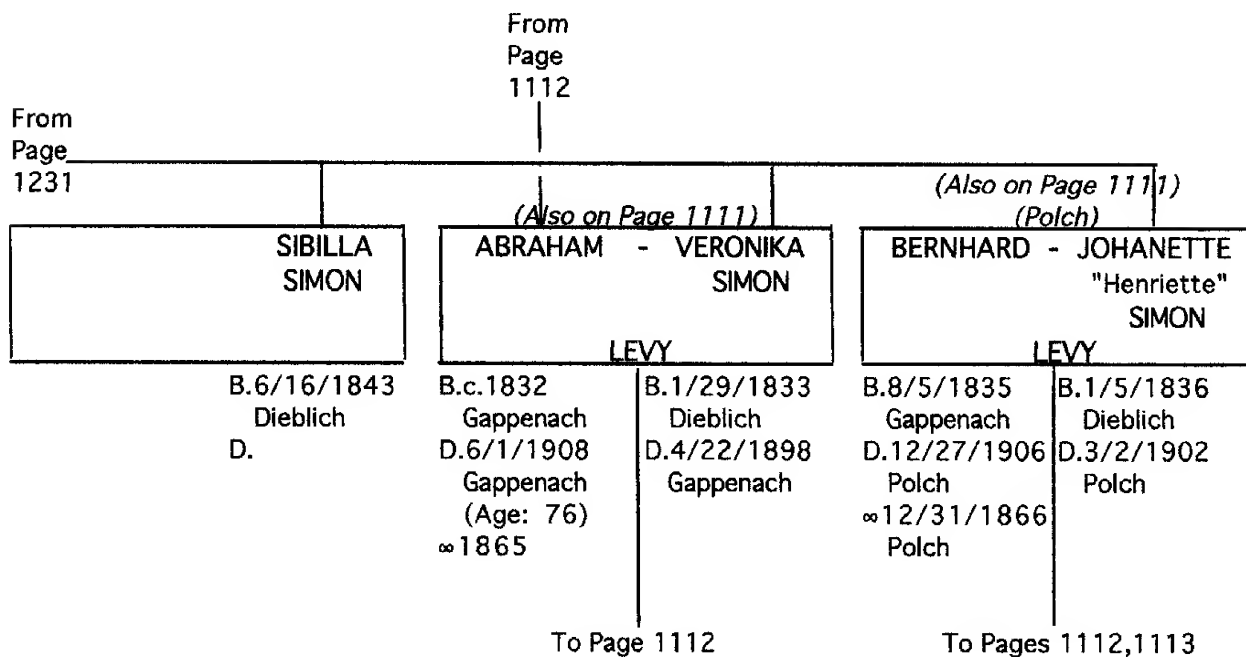 From
Page
1112
From
Page
1231
(Also on Page 1111)
(Polch)
(Also on Page 1111)
SIBILLA
SIMON
ABRAHAM - VERONIKA
SIMON
LEVY
BERNHARD - JOHANETTE
"Henriette"
SIMON
LEVY
B.6/16/1843
Dieblich
D.
B.c.1832
Gappenach
D.6/1/1908
Gappenach
(Age: 76)
∞1865
B.1/29/1833
Dieblich
D.4/22/1898
Gappenach
B.8/5/1835
Gappenach
D.12/27/1906
Polch
∞12/31/1866
Polch
B.1/5/1836
Dieblich
D.3/2/1902
Polch
To Page 1112
To Pages 1112,1113